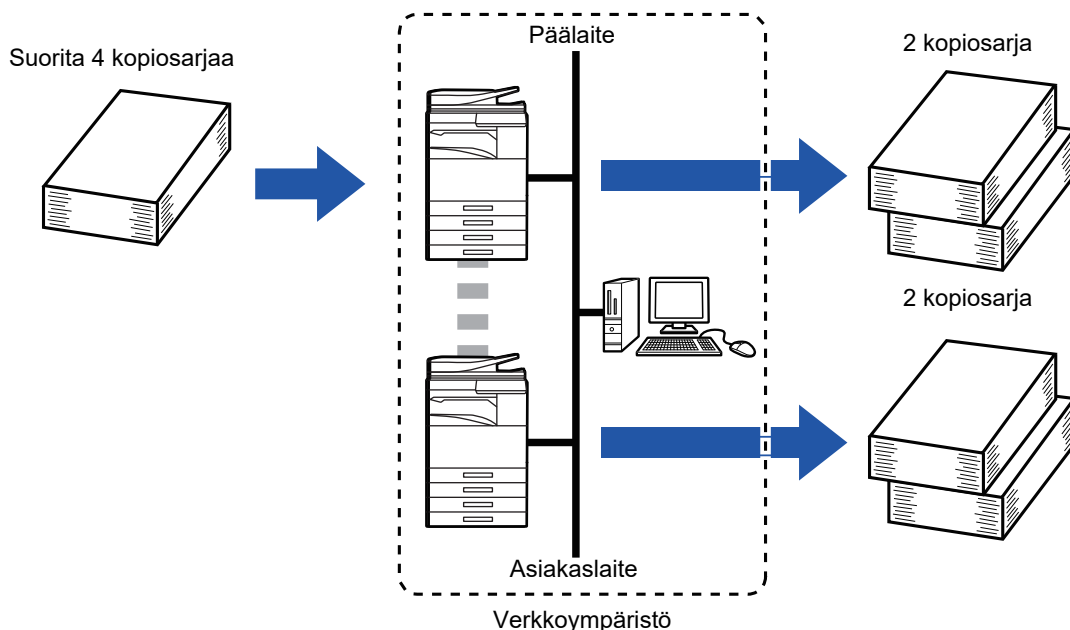 Suorita 4 kopiosarjaa
Päälaite
2 kopiosarja
2 kopiosarja
Asiakaslaite
Verkkoympäristö